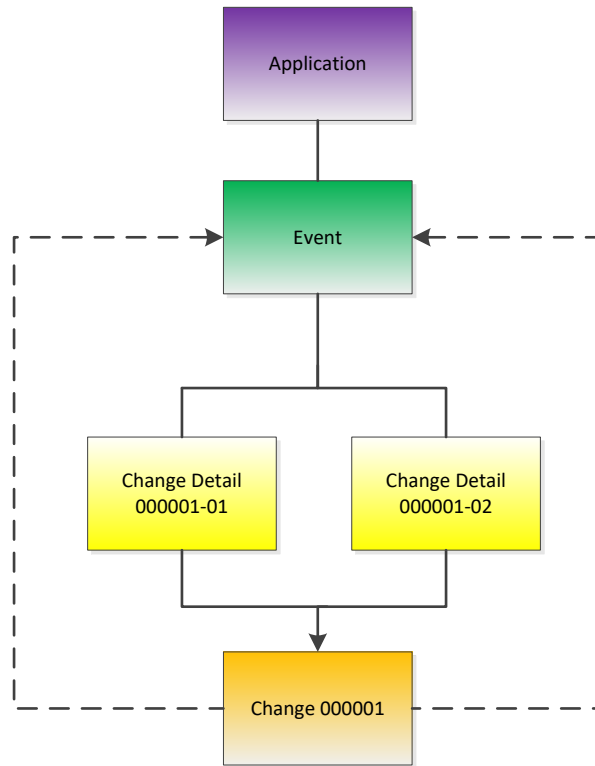 Application
Event
Change Detail
000001-01
Change Detail
000001-02
Change 000001